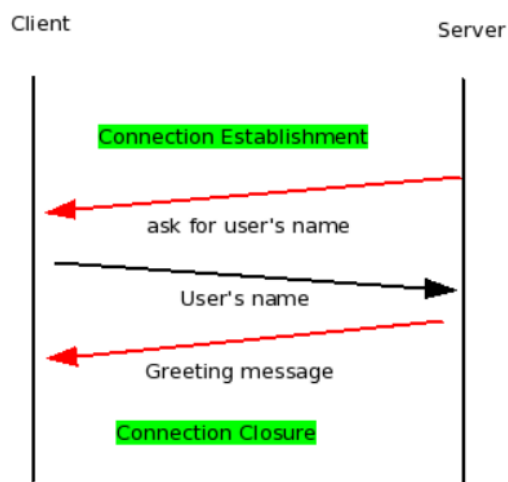 Client
Server
Connection Establishment
ask for user's name
User's name
Greeting message
Connection Closure